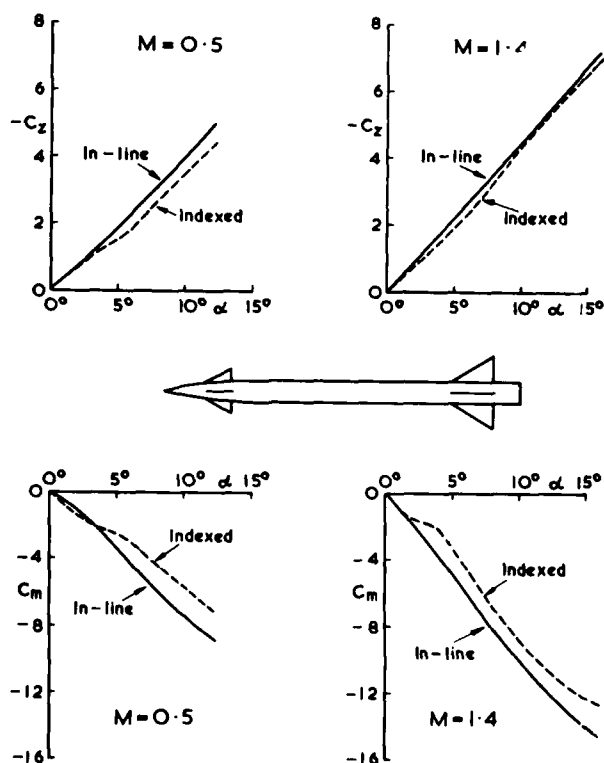 8
6
-Cz
4
2
0
M = 0·5
In-line
Indexed
0°
5°
10°
α
15°
8
6
-Cz
4
2
0
M = 1·4
In-line
Indexed
0°
5°
10°
α
15°
0°
5°
10°
α
15°
0
-4
Cm
-8
-12
-16
Indexed
In-line
M = 0·5
0°
5°
10°
α
15°
0
-4
Cm
-8
-12
-16
Indexed
In-line
M = 1·4